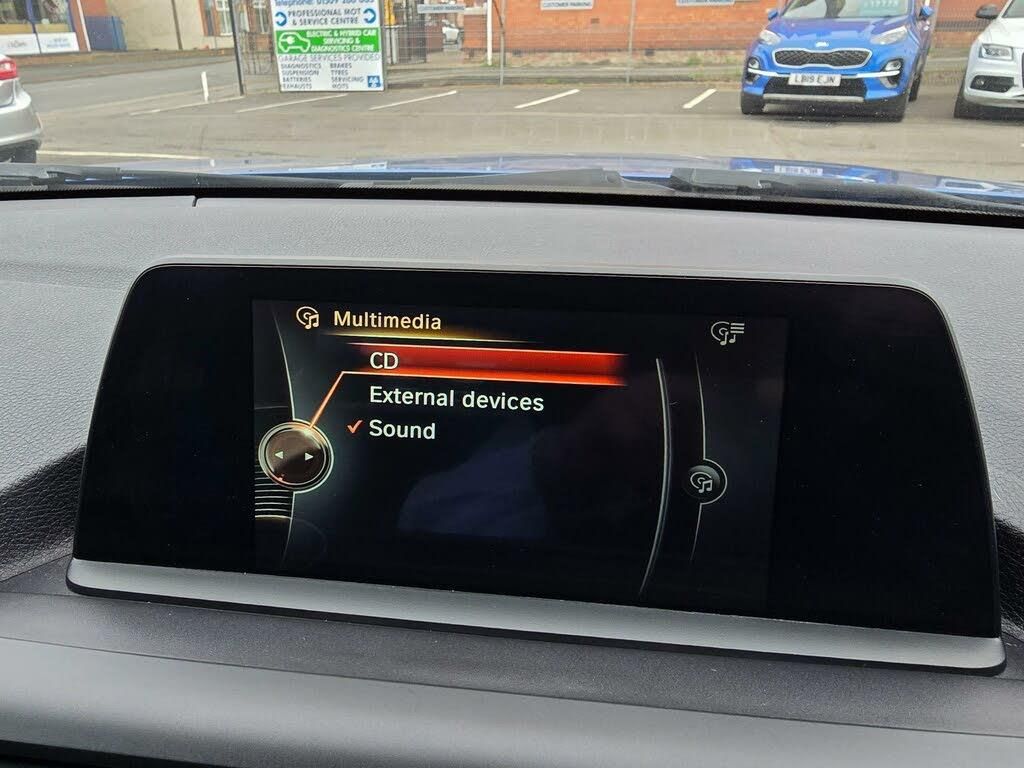 PROFESSIONAL MOT
& SERVICE CENTRE
ELECTRIC & HYBRID CAR
SERVICING &
DIAGNOSTICS CENTRE
GARAGE SERVICES PROVIDED
DIAGNOSTICS BRAKES
SUSPENSION TYRES
BATTERIES SERVICING
EXHAUSTS MOTS
CUSTOMER PARKING
KIA
LB19 EJN
Multimedia
CD
External devices
Sound